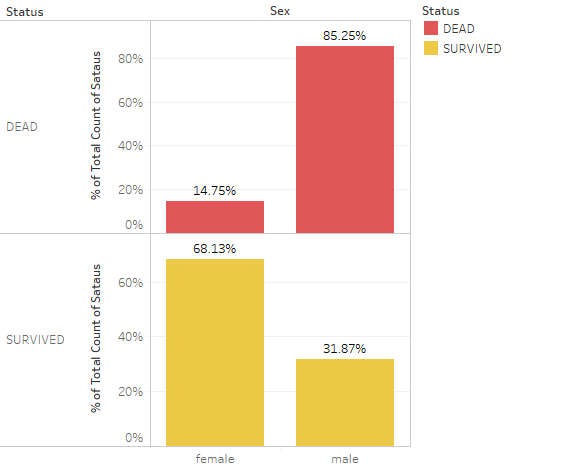 Status
Sex
Status
DEAD
SURVIVED
85.25%
80%
60%
DEAD
% of Total Count of Sataus
40%
14.75%
20%
0%
68.13%
60%
SURVIVED
% of Total Count of Sataus
40%
31.87%
20%
0%
female male